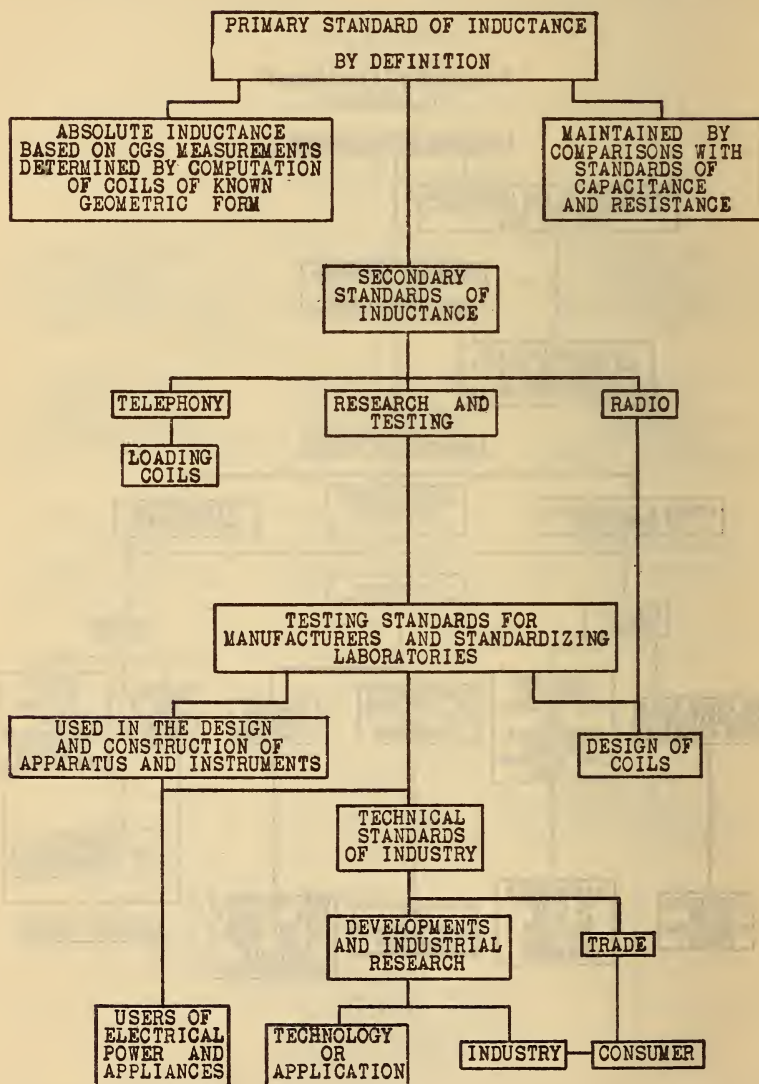 PRIMARY STANDARD OF INDUCTANCE
BY DEFINITION
ABSOLUTE INDUCTANCE
BASED ON CGS MEASUREMENTS
DETERMINED BY COMPUTATION
OF COILS OF KNOWN
GEOMETRIC FORM
MAINTAINED BY
COMPARISONS WITH
STANDARDS OF
CAPACITANCE
AND RESISTANCE
SECONDARY
STANDARDS OF
INDUCTANCE
TELEPHONY
RESEARCH AND
TESTING
RADIO
LOADING
COILS
TESTING STANDARDS FOR
MANUFACTURERS AND STANDARDIZING
LABORATORIES
USED IN THE DESIGN
AND CONSTRUCTION OF
APPARATUS AND INSTRUMENTS
DESIGN OF
COILS
TECHNICAL
STANDARDS
OF INDUSTRY
DEVELOPMENTS
AND INDUSTRIAL
RESEARCH
TRADE
USERS OF
ELECTRICAL
POWER AND
APPLIANCES
TECHNOLOGY
OR
APPLICATION
INDUSTRY
CONSUMER